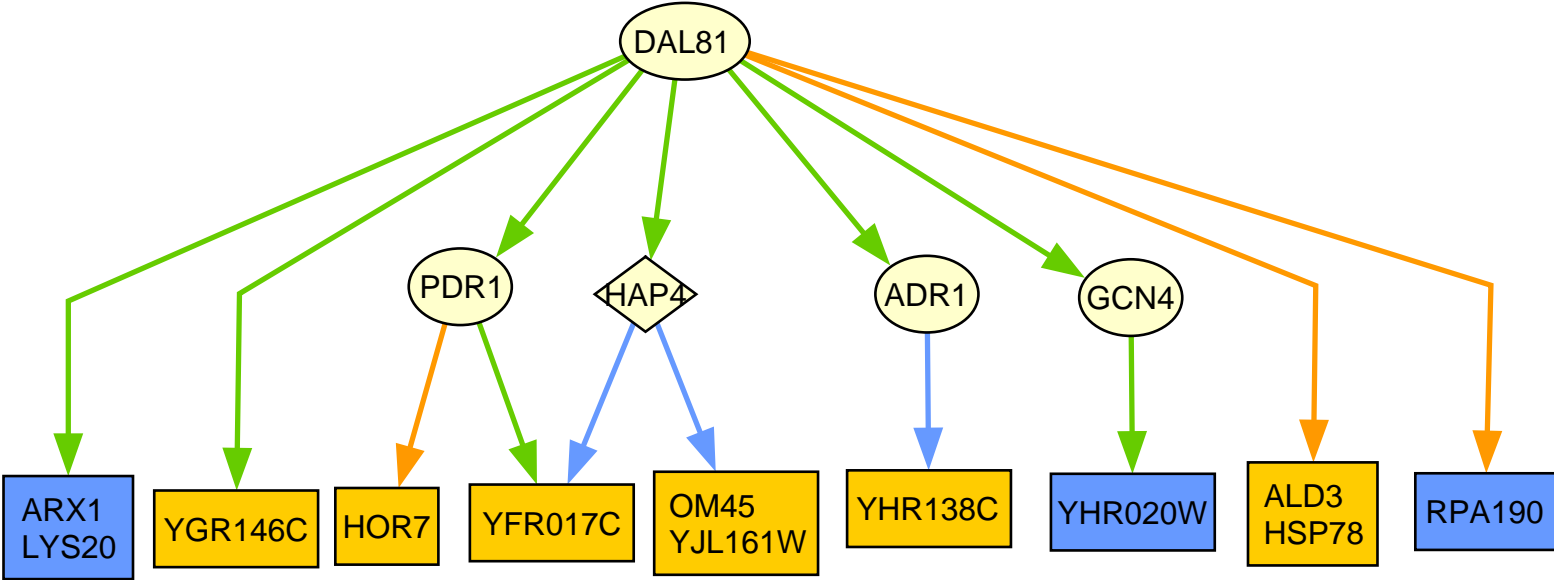 DAL81
PDR1
HAP4
ADR1
GCN4
ARX1
LYS20
YGR146C
HOR7
YFR017C
OM45
YJL161W
YHR138C
YHR020W
ALD3
HSP78
RPA190